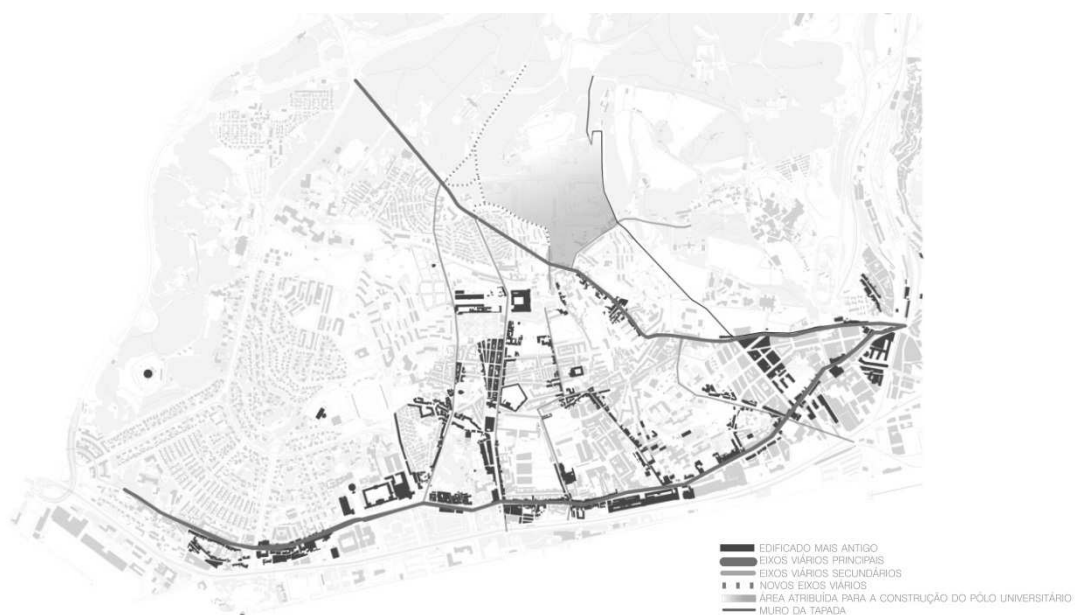 EDIFICADO MAIS ANTIGO
EIXOS VIÁRIOS PRINCIPAIS
EIXOS VIÁRIOS SECUNDÁRIOS
NOVOS EIXOS VIÁRIOS
ÁREA ATRIBUÍDA PARA A CONSTRUÇÃO DO PÓLO UNIVERSITÁRIO
MURO DA TAPADA